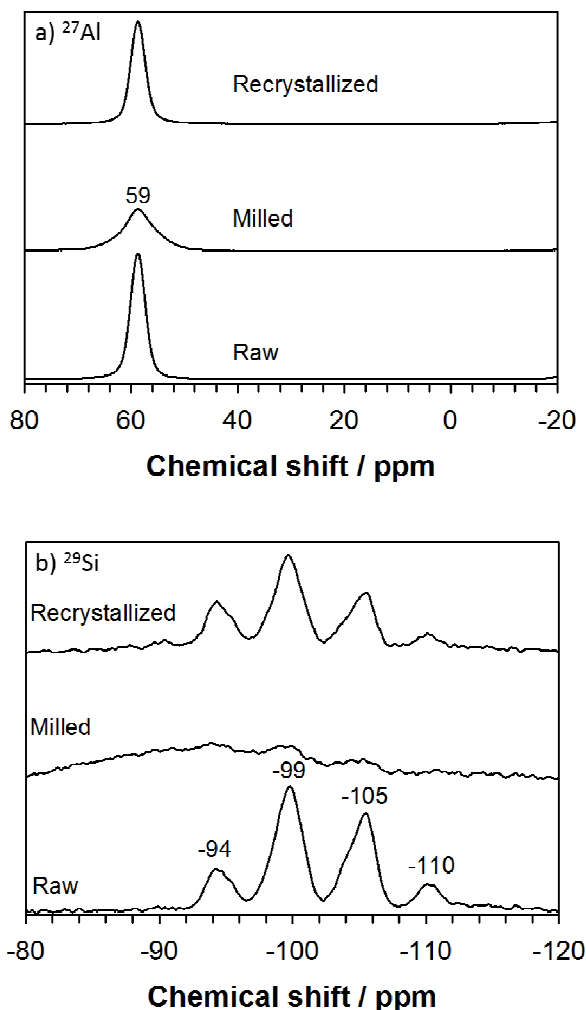 a) ²⁷Al
Recrystallized
59
Milled
Raw
80 60 40 20 0 -20
Chemical shift / ppm
b) ²⁹Si
Recrystallized
Milled
-99
-105
-94
-110
Raw
-80 -90 -100 -110 -120
Chemical shift / ppm